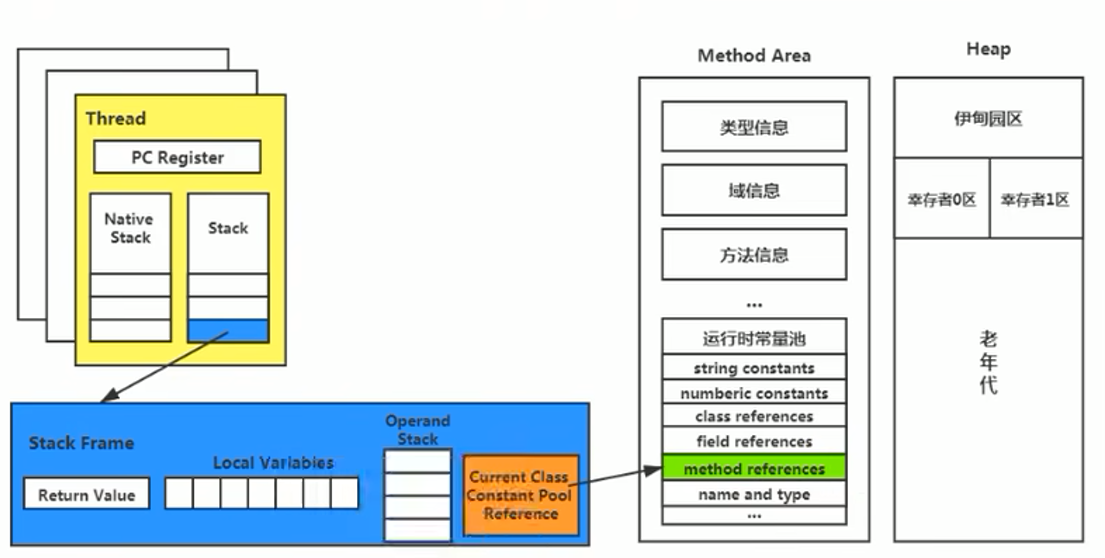 Thread
PC Register
Native
Stack
Stack
Stack Frame
Return Value
Local Variables
Operand
Stack
Current Class
Constant Pool
Reference
Method Area
类型信息
域信息
方法信息
...
运行时常量池
string constants
numberic constants
class references
field references
method references
name and type
...
Heap
伊甸园区
幸存者0区
幸存者1区
老
年
代